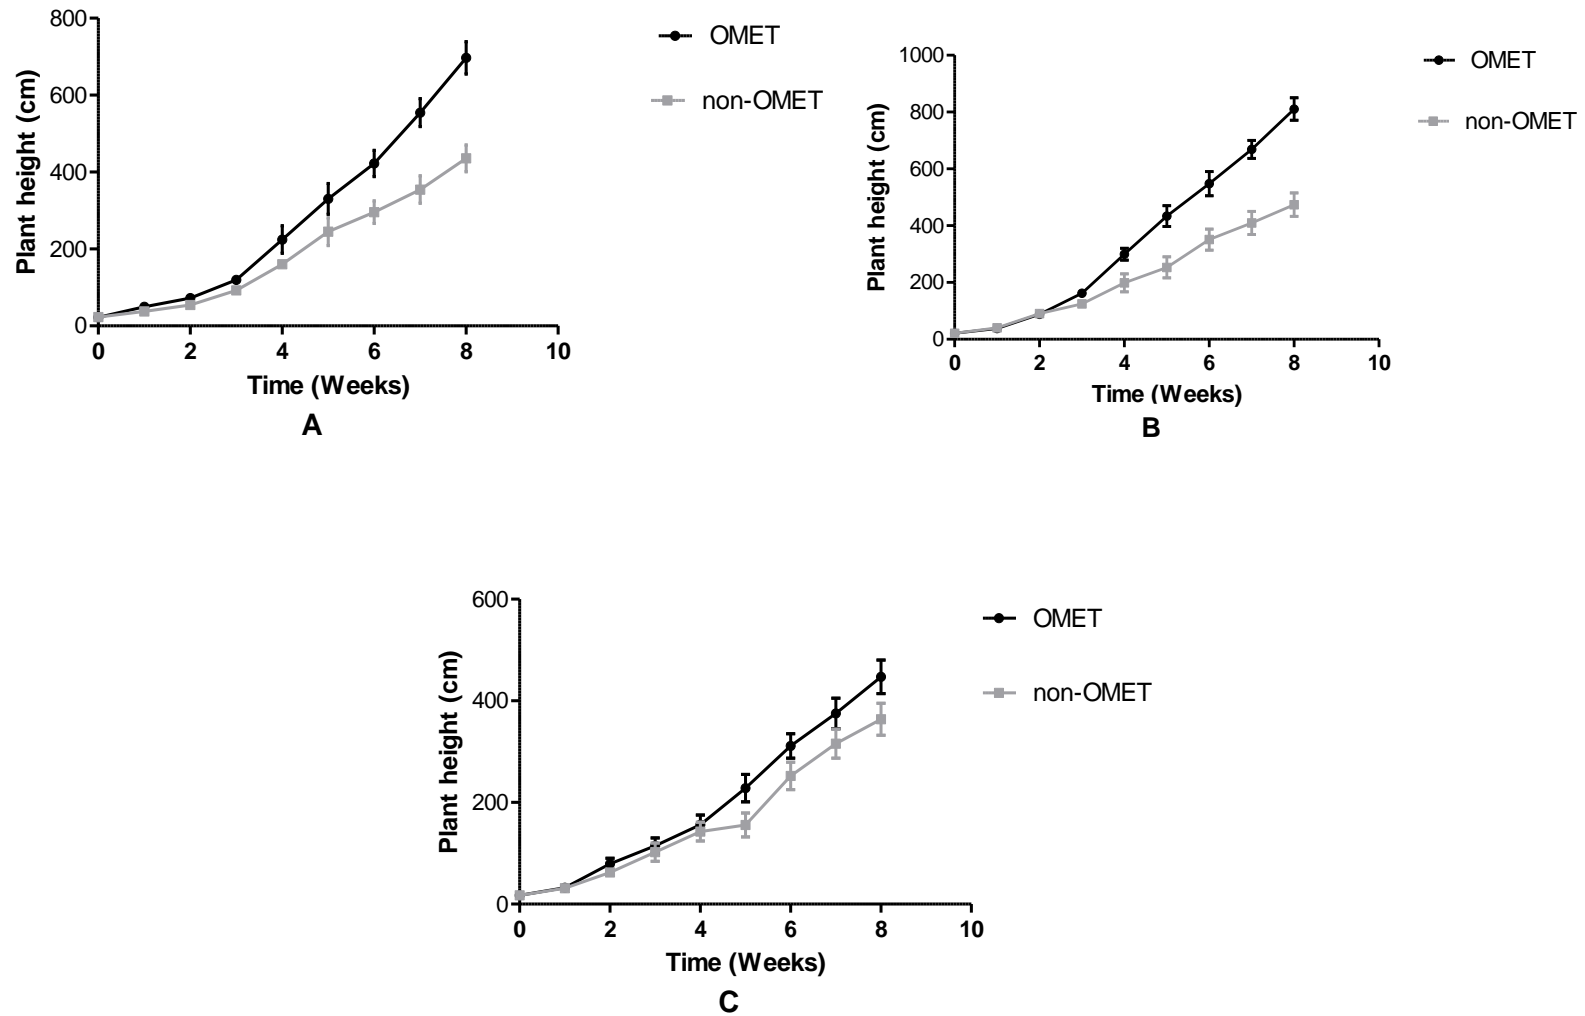 800
600
400
200
0
Plant height (cm)
0 2 4 6 8 10
Time (Weeks)
A
OMET
non-OMET
1000
800
600
400
200
0
Plant height (cm)
0 2 4 6 8 10
Time (Weeks)
B
OMET
non-OMET
600
400
200
0
Plant height (cm)
0 2 4 6 8 10
Time (Weeks)
C
OMET
non-OMET